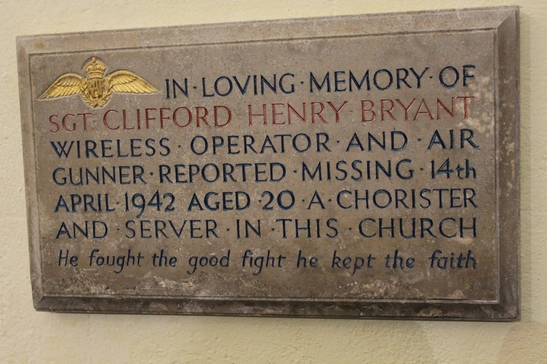 IN·LOVING·MEMORY·OF
SGT·CLIFFORD HENRY·BRYANT
WIRELESS·OPERATOR·AND·AIR
GUNNER·REPORTED·MISSING·14th
APRIL·1942 AGED·20·A·CHORISTER
AND·SERVER·IN·THIS·CHURCH
He fought the good fight he kept the faith